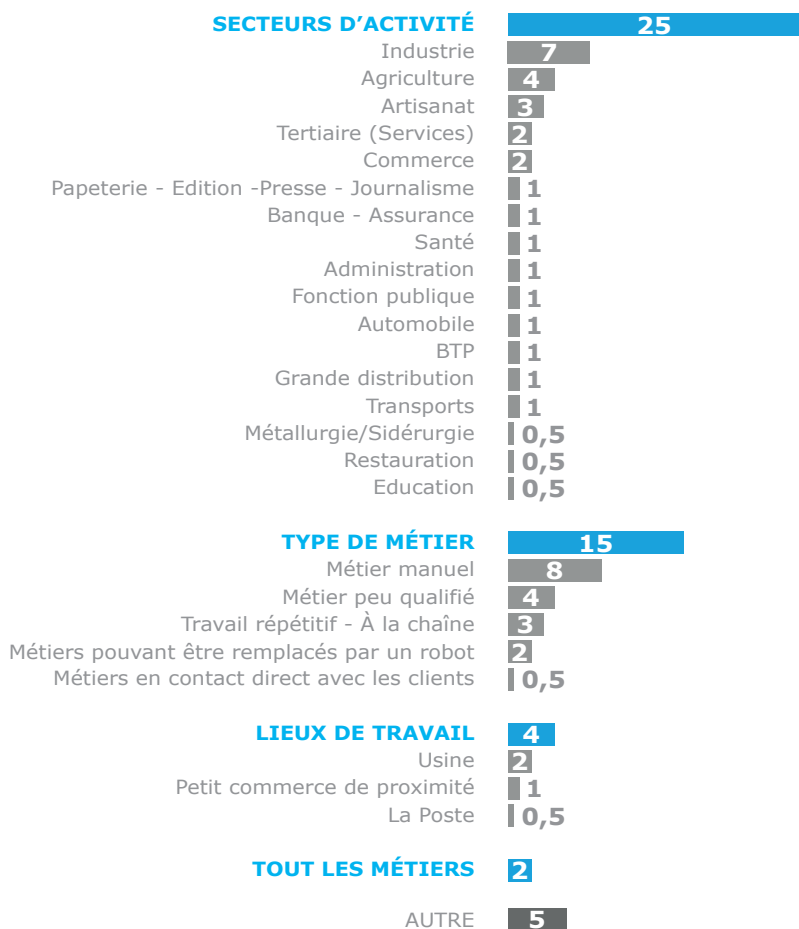 SECTEURS D’ACTIVITÉ 25
Industrie 7
Agriculture 4
Artisanat 3
Tertiaire (Services) 2
Commerce 2
Papeterie - Edition -Presse - Journalisme 1
Banque - Assurance 1
Santé 1
Administration 1
Fonction publique 1
Automobile 1
BTP 1
Grande distribution 1
Transports 1
Métallurgie/Sidérurgie 0,5
Restauration 0,5
Education 0,5
TYPE DE MÉTIER 15
Métier manuel 8
Métier peu qualifié 4
Travail répétitif - À la chaîne 3
Métiers pouvant être remplacés par un robot 2
Métiers en contact direct avec les clients 0,5
LIEUX DE TRAVAIL 4
Usine 2
Petit commerce de proximité 1
La Poste 0,5
TOUT LES MÉTIERS 2
AUTRE 5